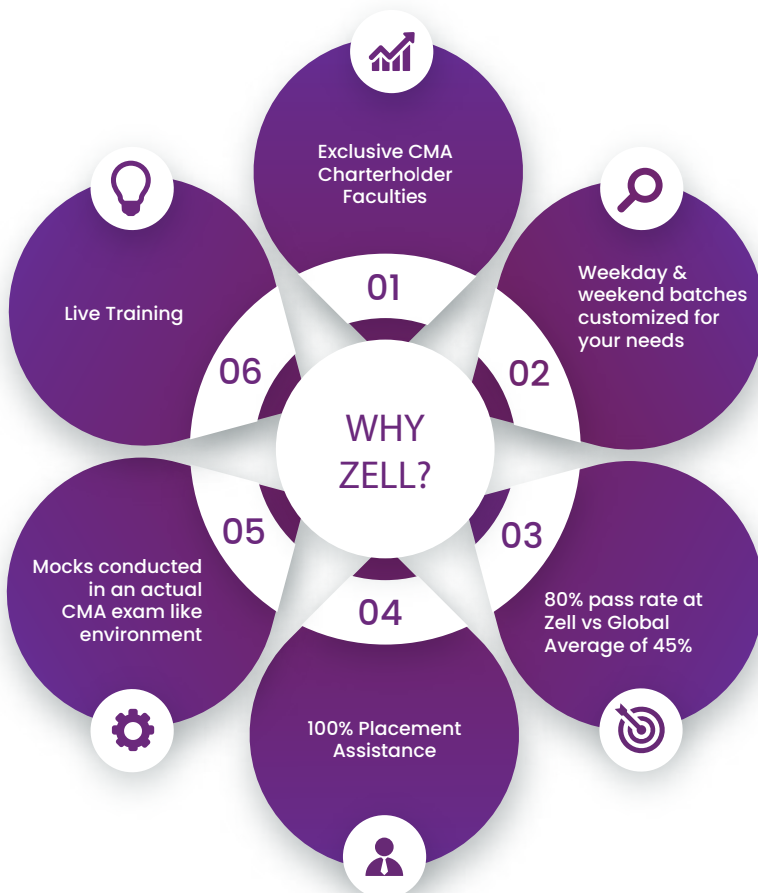 WHY
ZELL?
01
Exclusive CMA
Charterholder
Faculties
02
Weekday &
weekend batches
customized for
your needs
03
80% pass rate at
Zell vs Global
Average of 45%
04
100% Placement
Assistance
05
Mocks conducted
in an actual
CMA exam like
environment
06
Live Training